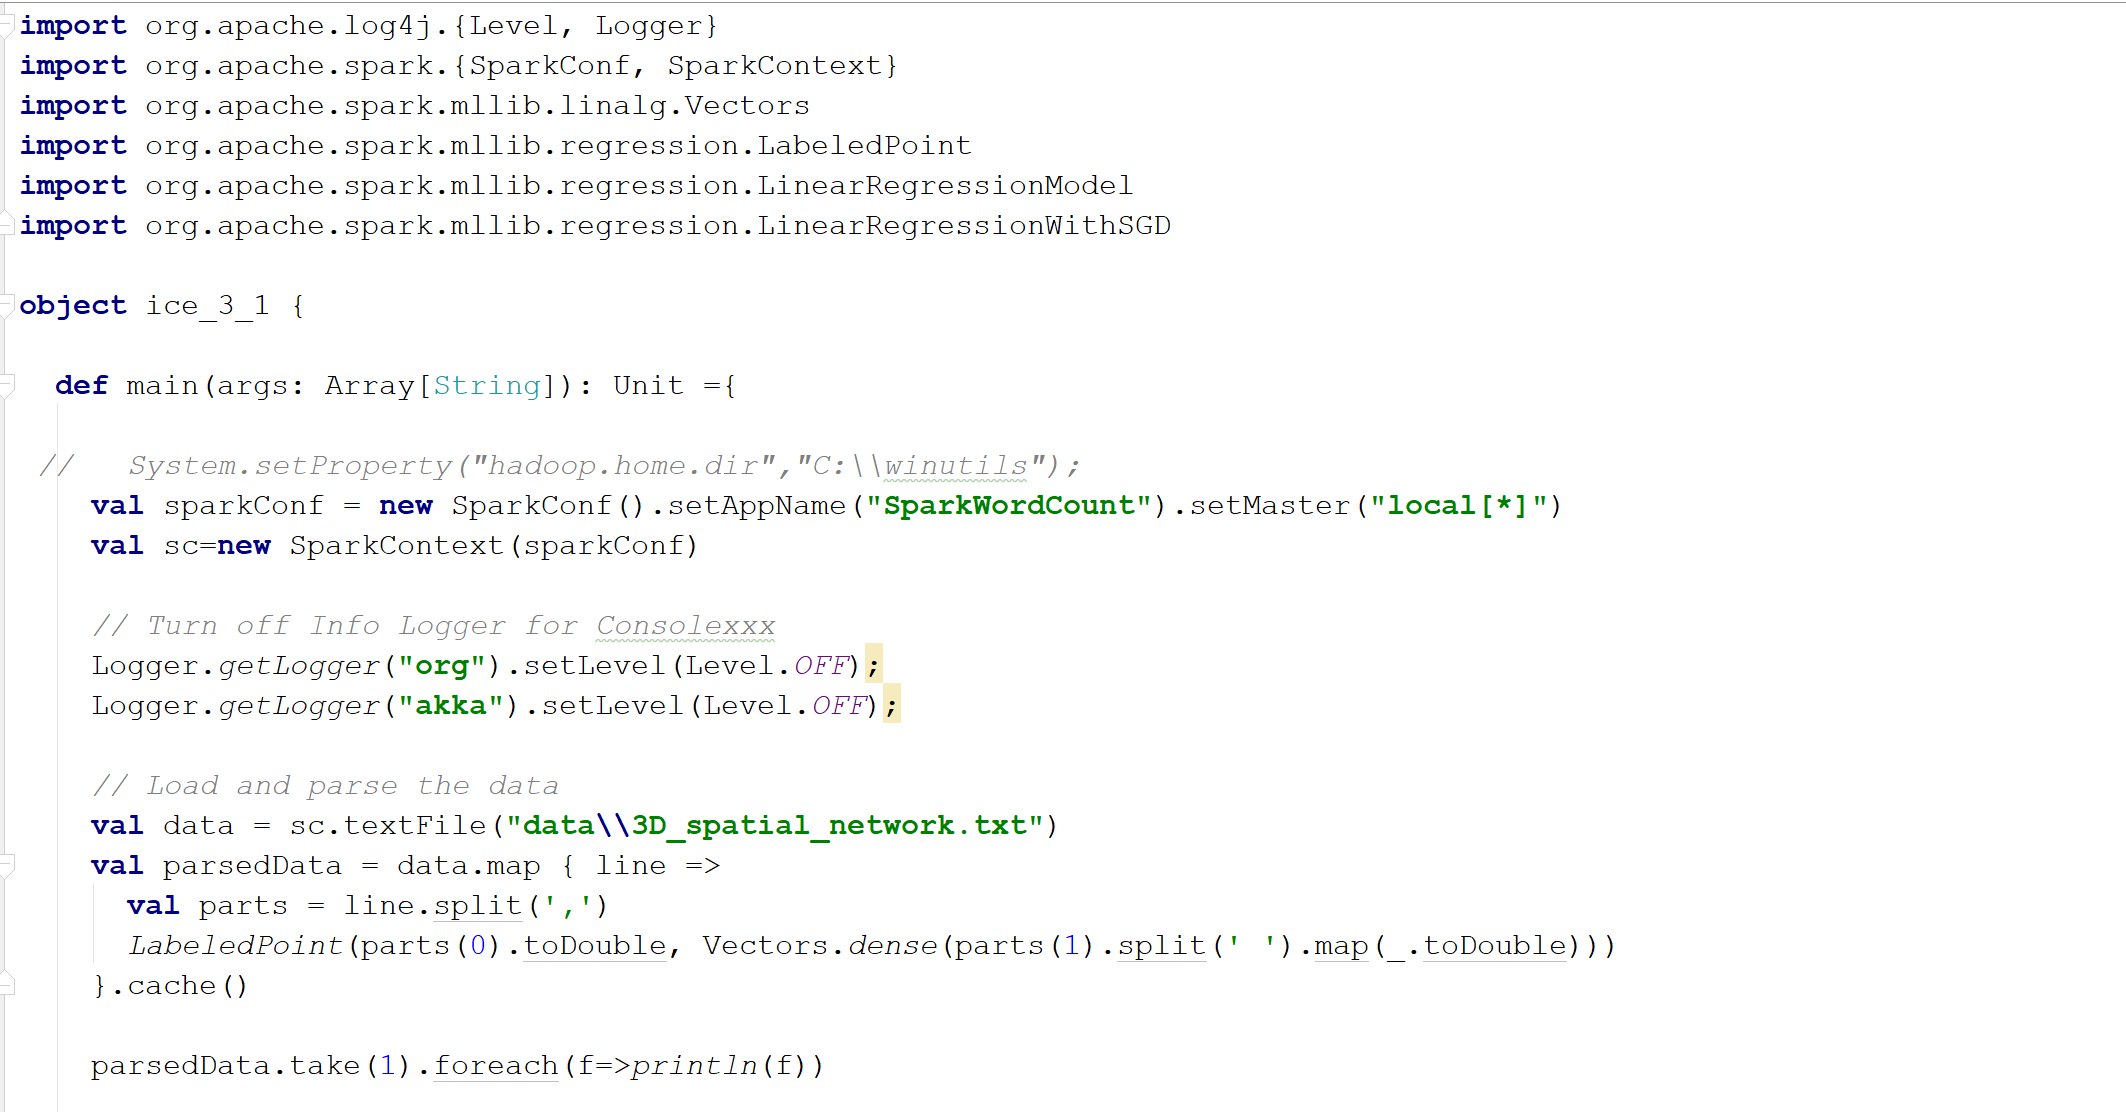 import org.apache.log4j.{Level, Logger}
import org.apache.spark.{SparkConf, SparkContext}
import org.apache.spark.mllib.linalg.Vectors
import org.apache.spark.mllib.regression.LabeledPoint
import org.apache.spark.mllib.regression.LinearRegressionModel
import org.apache.spark.mllib.regression.LinearRegressionWithSGD
object ice_3_1 {
def main(args: Array[String]): Unit ={
//   System.setProperty("hadoop.home.dir","C:\\winutils");
val sparkConf = new SparkConf().setAppName("SparkWordCount").setMaster("local[*]")
val sc=new SparkContext(sparkConf)
// Turn off Info Logger for Consolexxx
Logger.getLogger("org").setLevel(Level.OFF);
Logger.getLogger("akka").setLevel(Level.OFF);
// Load and parse the data
val data = sc.textFile("data\\3D_spatial_network.txt")
val parsedData = data.map { line =>
val parts = line.split(',')
LabeledPoint(parts(0).toDouble, Vectors.dense(parts(1).split(' ').map(_.toDouble)))
}.cache()
parsedData.take(1).foreach(f=>println(f))